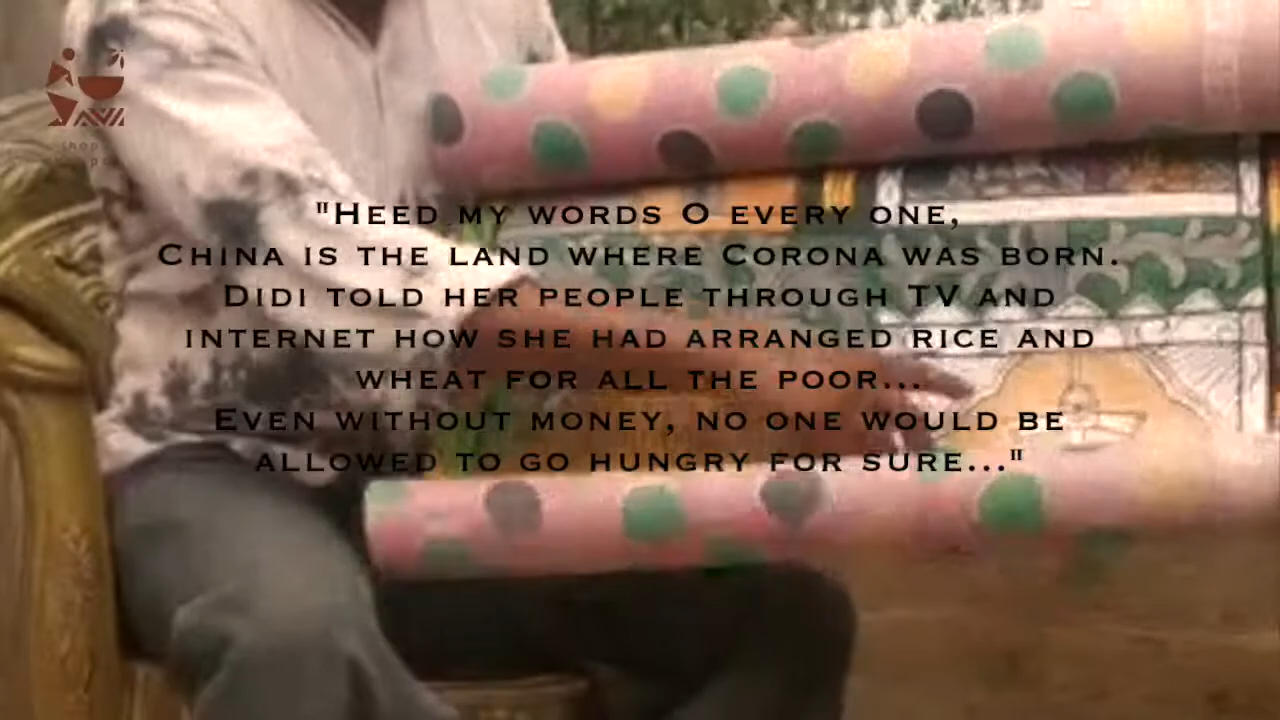 "Heed my words O every one,
China is the land where Corona was born.
Didi told her people through TV and
internet how she had arranged rice and
wheat for all the poor...
Even without money, no one would be
allowed to go hungry for sure..."
shop